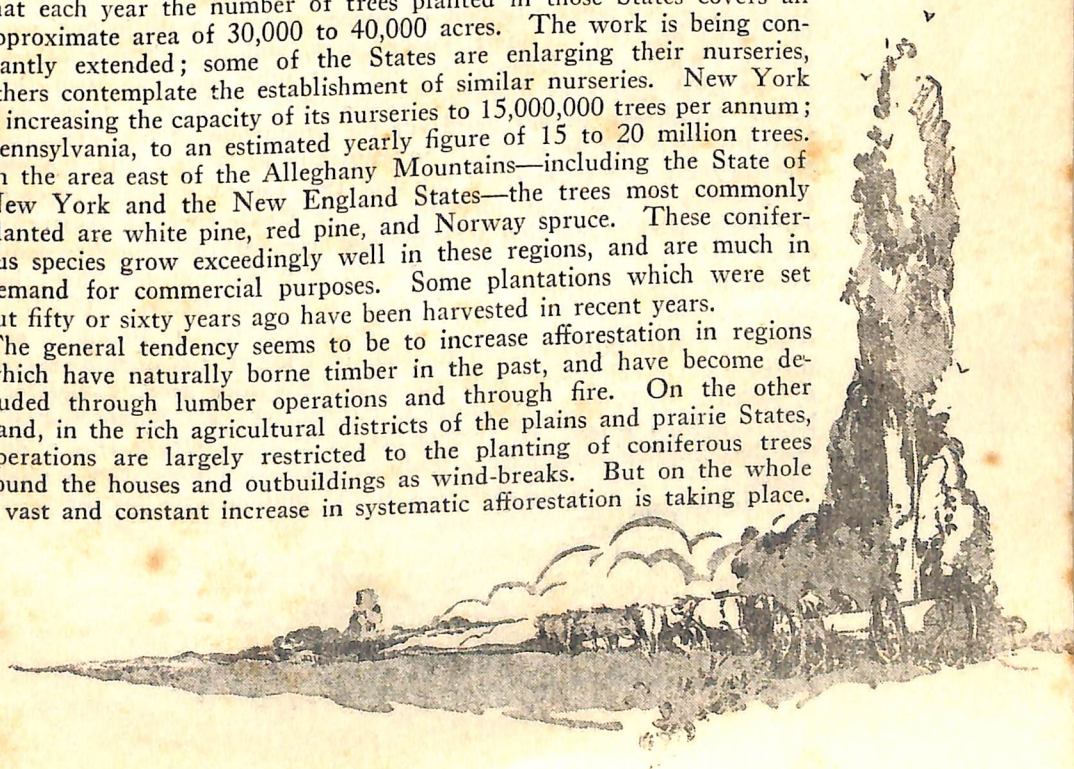 at each year the number of trees planted in those States covers an
pproximate area of 30,000 to 40,000 acres. The work is being con-
antly extended; some of the States are enlarging their nurseries,
thers contemplate the establishment of similar nurseries. New York
increasing the capacity of its nurseries to 15,000,000 trees per annum;
ennsylvania, to an estimated yearly figure of 15 to 20 million trees.
n the area east of the Alleghany Mountains—including the State of
New York and the New England States—the trees most commonly
lanted are white pine, red pine, and Norway spruce. These conifer-
us species grow exceedingly well in these regions, and are much in
emand for commercial purposes. Some plantations which were set
ut fifty or sixty years ago have been harvested in recent years.
The general tendency seems to be to increase afforestation in regions
which have naturally borne timber in the past, and have become de-
uded through lumber operations and through fire. On the other
and, in the rich agricultural districts of the plains and prairie States,
perations are largely restricted to the planting of coniferous trees
ound the houses and outbuildings as wind-breaks. But on the whole
vast and constant increase in systematic afforestation is taking place.